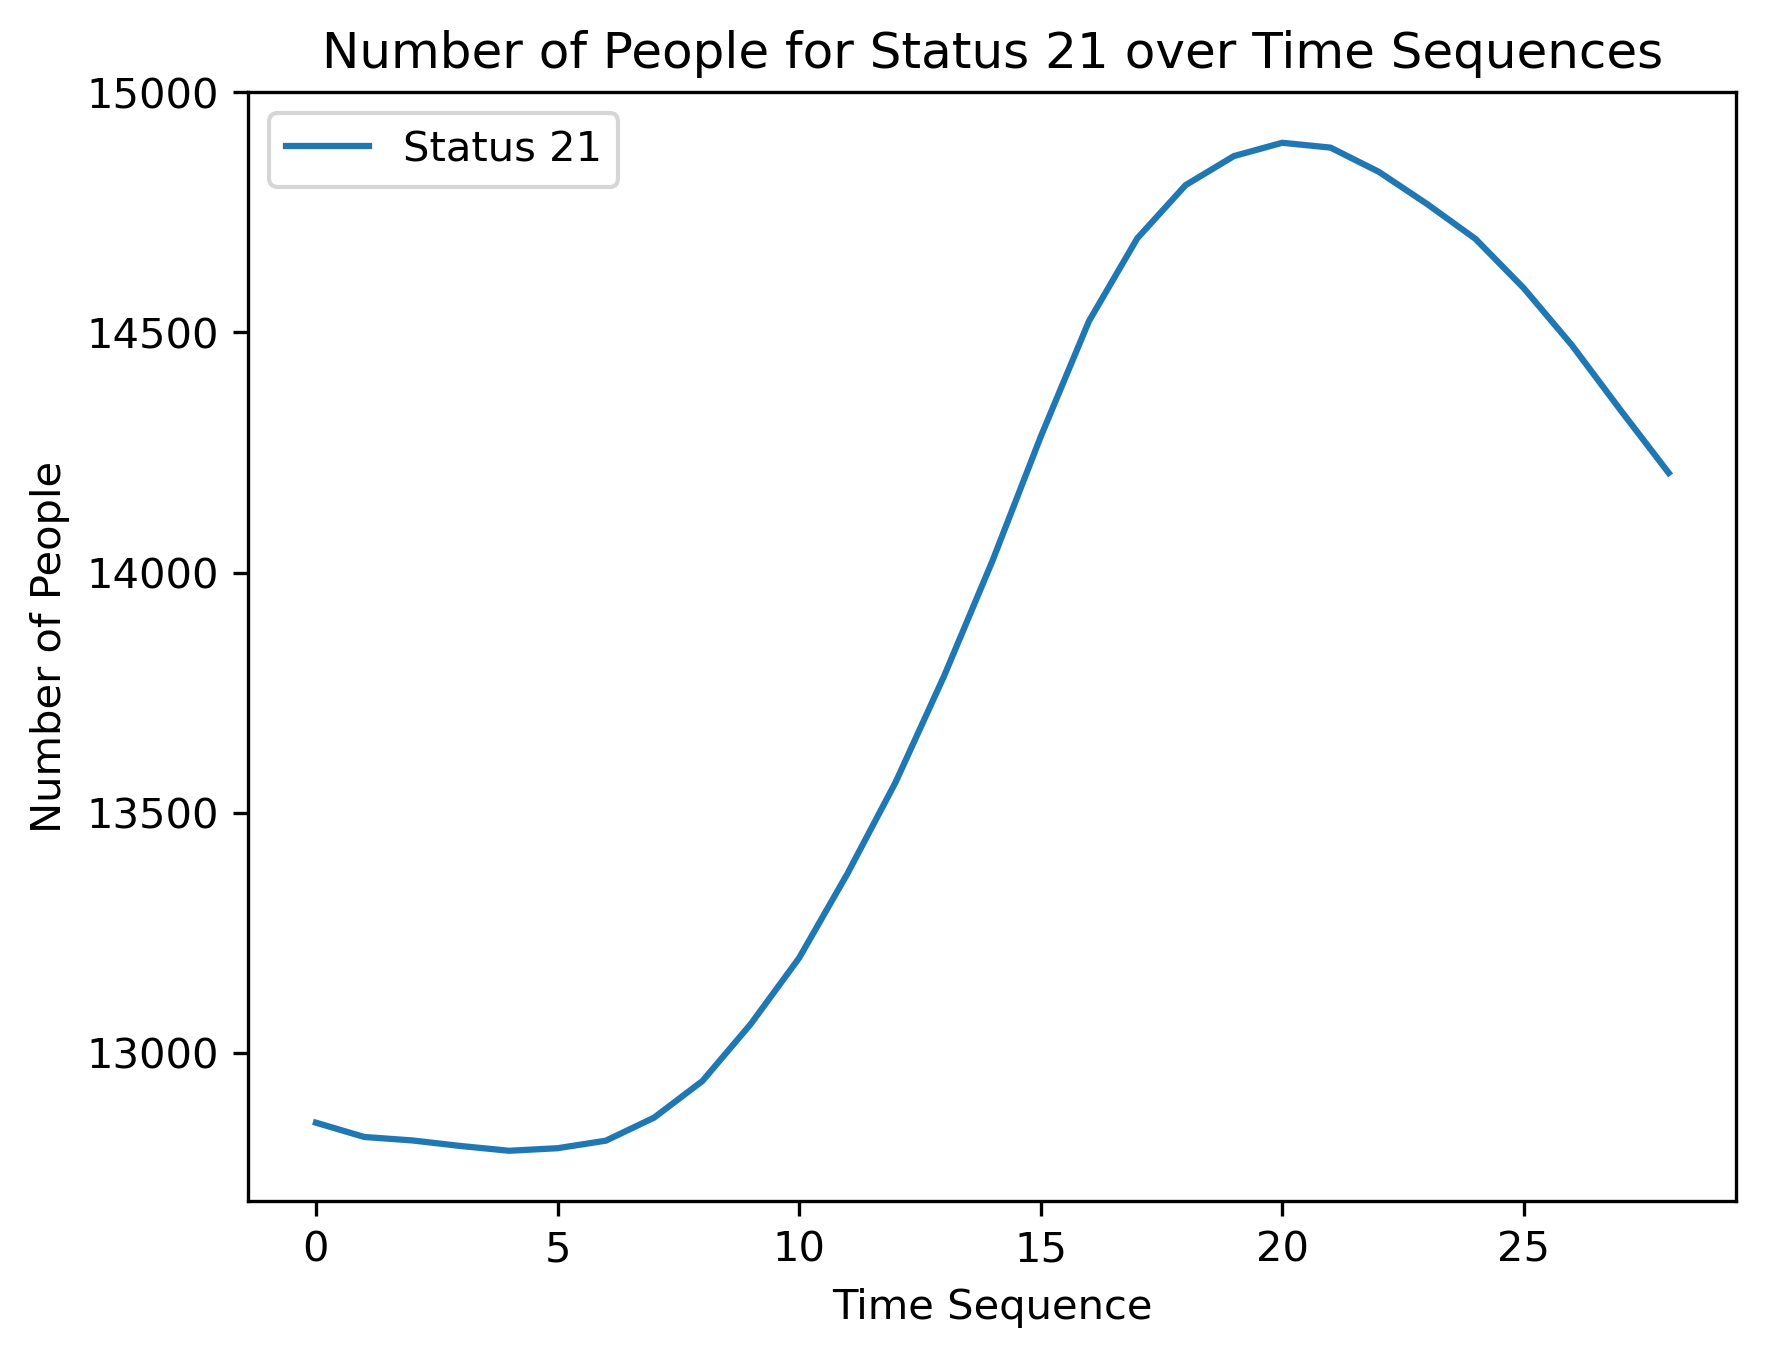 Number of People for Status 21 over Time Sequences
Status 21
15000
14500
14000
13500
13000
Number of People
0 5 10 15 20 25
Time Sequence